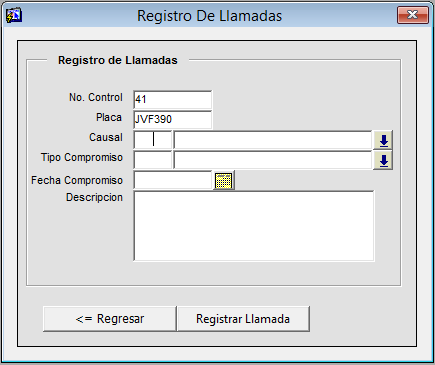 Registro De Llamadas
Registro de Llamadas
No. Control 41
Placa JVF390
Causal
Tipo Compromiso
Fecha Compromiso
Descripcion
<= Regresar Registrar Llamada